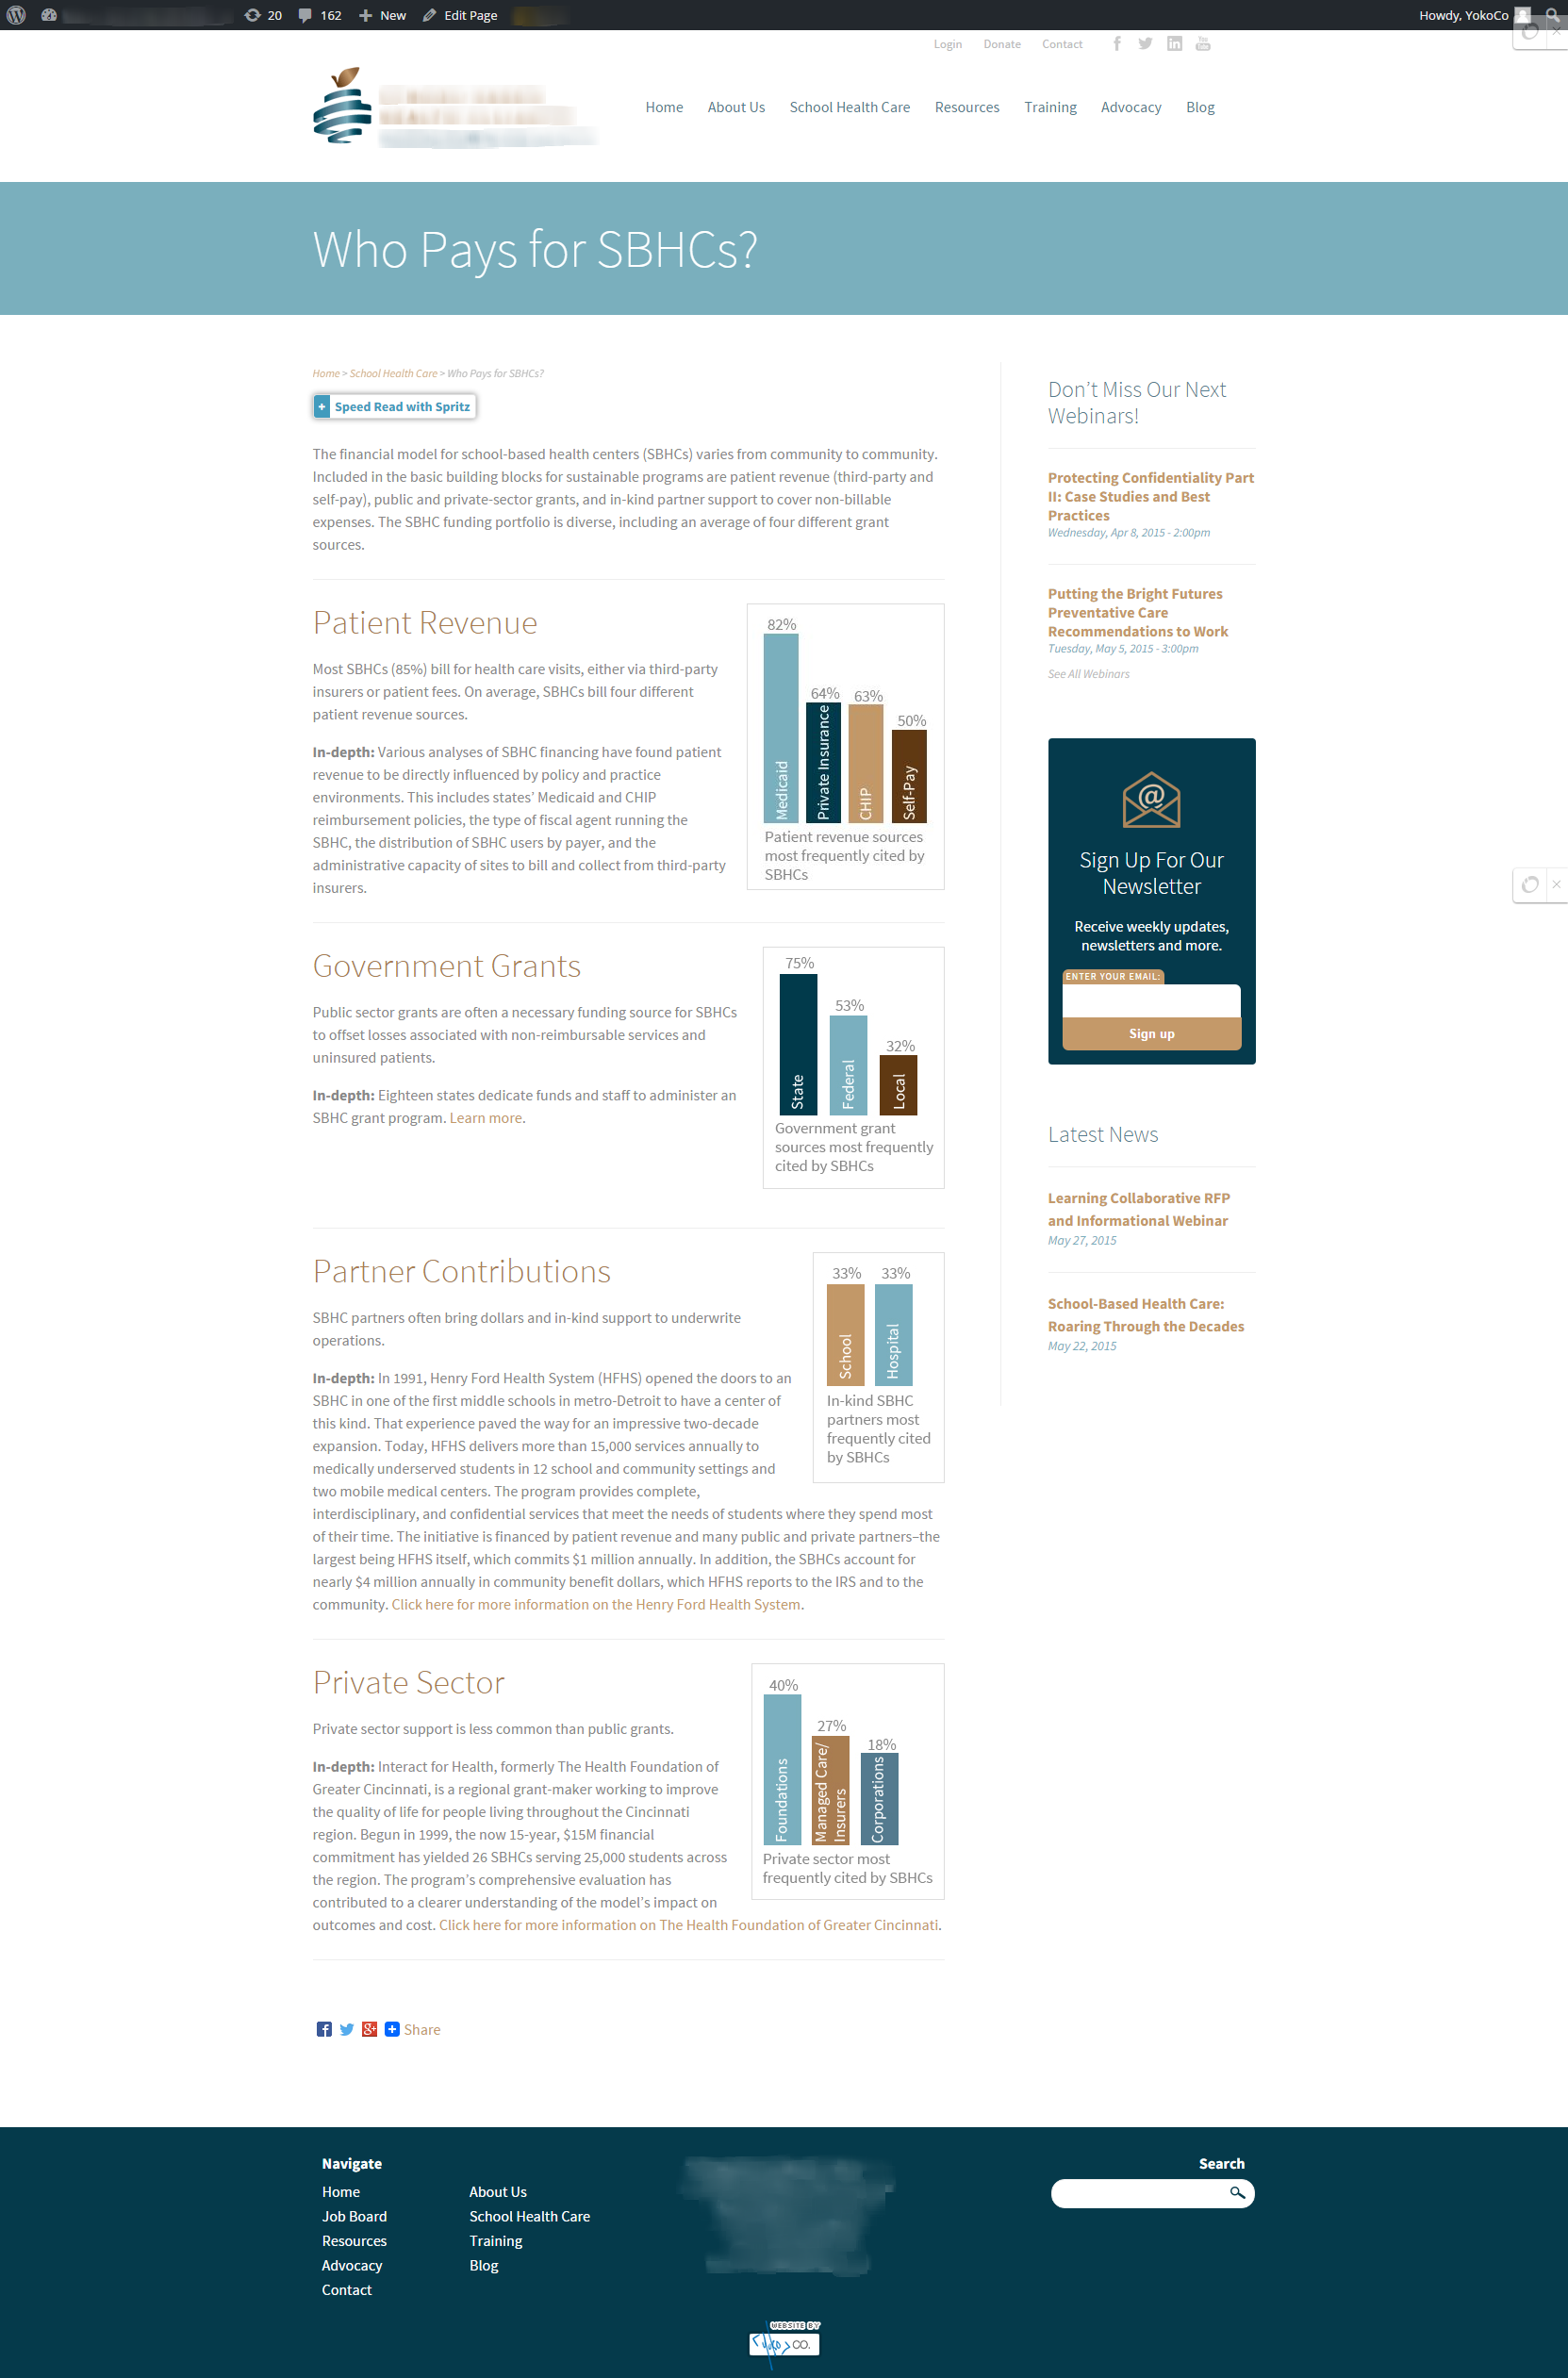 20 162 New Edit Page Howdy, YokoCo
Login Donate Contact
Home About Us School Health Care Resources Training Advocacy Blog
Who Pays for SBHCs?
Home > School Health Care > Who Pays for SBHCs?
+ Speed Read with Spritz
The financial model for school-based health centers (SBHCs) varies from community to community.
Included in the basic building blocks for sustainable programs are patient revenue (third-party and
self-pay), public and private-sector grants, and in-kind partner support to cover non-billable
expenses. The SBHC funding portfolio is diverse, including an average of four different grant
sources.
Patient Revenue
Most SBHCs (85%) bill for health care visits, either via third-party
insurers or patient fees. On average, SBHCs bill four different
patient revenue sources.
In-depth: Various analyses of SBHC financing have found patient
revenue to be directly influenced by policy and practice
environments. This includes states’ Medicaid and CHIP
reimbursement policies, the type of fiscal agent running the
SBHC, the distribution of SBHC users by payer, and the
administrative capacity of sites to bill and collect from third-party
insurers.
82%
64%
63%
50%
Medicaid
Private Insurance
CHIP
Self-Pay
Patient revenue sources
most frequently cited by
SBHCs
Government Grants
Public sector grants are often a necessary funding source for SBHCs
to offset losses associated with non-reimbursable services and
uninsured patients.
In-depth: Eighteen states dedicate funds and staff to administer an
SBHC grant program. Learn more.
75%
53%
32%
State
Federal
Local
Government grant
sources most frequently
cited by SBHCs
Partner Contributions
SBHC partners often bring dollars and in-kind support to underwrite
operations.
In-depth: In 1991, Henry Ford Health System (HFHS) opened the doors to an
SBHC in one of the first middle schools in metro-Detroit to have a center of
this kind. That experience paved the way for an impressive two-decade
expansion. Today, HFHS delivers more than 15,000 services annually to
medically underserved students in 12 school and community settings and
two mobile medical centers. The program provides complete,
interdisciplinary, and confidential services that meet the needs of students where they spend most
of their time. The initiative is financed by patient revenue and many public and private partners–the
largest being HFHS itself, which commits $1 million annually. In addition, the SBHCs account for
nearly $4 million annually in community benefit dollars, which HFHS reports to the IRS and to the
community. Click here for more information on the Henry Ford Health System.
33%
33%
School
Hospital
In-kind SBHC
partners most
frequently cited
by SBHCs
Private Sector
Private sector support is less common than public grants.
In-depth: Interact for Health, formerly The Health Foundation of
Greater Cincinnati, is a regional grant-maker working to improve
the quality of life for people living throughout the Cincinnati
region. Begun in 1999, the now 15-year, $15M financial
commitment has yielded 26 SBHCs serving 25,000 students across
the region. The program’s comprehensive evaluation has
contributed to a clearer understanding of the model’s impact on
outcomes and cost. Click here for more information on The Health Foundation of Greater Cincinnati.
40%
27%
18%
Foundations
Managed Care/
Insurers
Corporations
Private sector most
frequently cited by SBHCs
Share
Don’t Miss Our Next
Webinars!
Protecting Confidentiality Part
II: Case Studies and Best
Practices
Wednesday, Apr 8, 2015 - 2:00pm
Putting the Bright Futures
Preventative Care
Recommendations to Work
Tuesday, May 5, 2015 - 3:00pm
See All Webinars
Sign Up For Our
Newsletter
Receive weekly updates,
newsletters and more.
ENTER YOUR EMAIL:
Sign up
Latest News
Learning Collaborative RFP
and Informational Webinar
May 27, 2015
School-Based Health Care:
Roaring Through the Decades
May 22, 2015
Navigate
Home
Job Board
Resources
Advocacy
Contact
About Us
School Health Care
Training
Blog
Search
WEBSITE BY
CO.